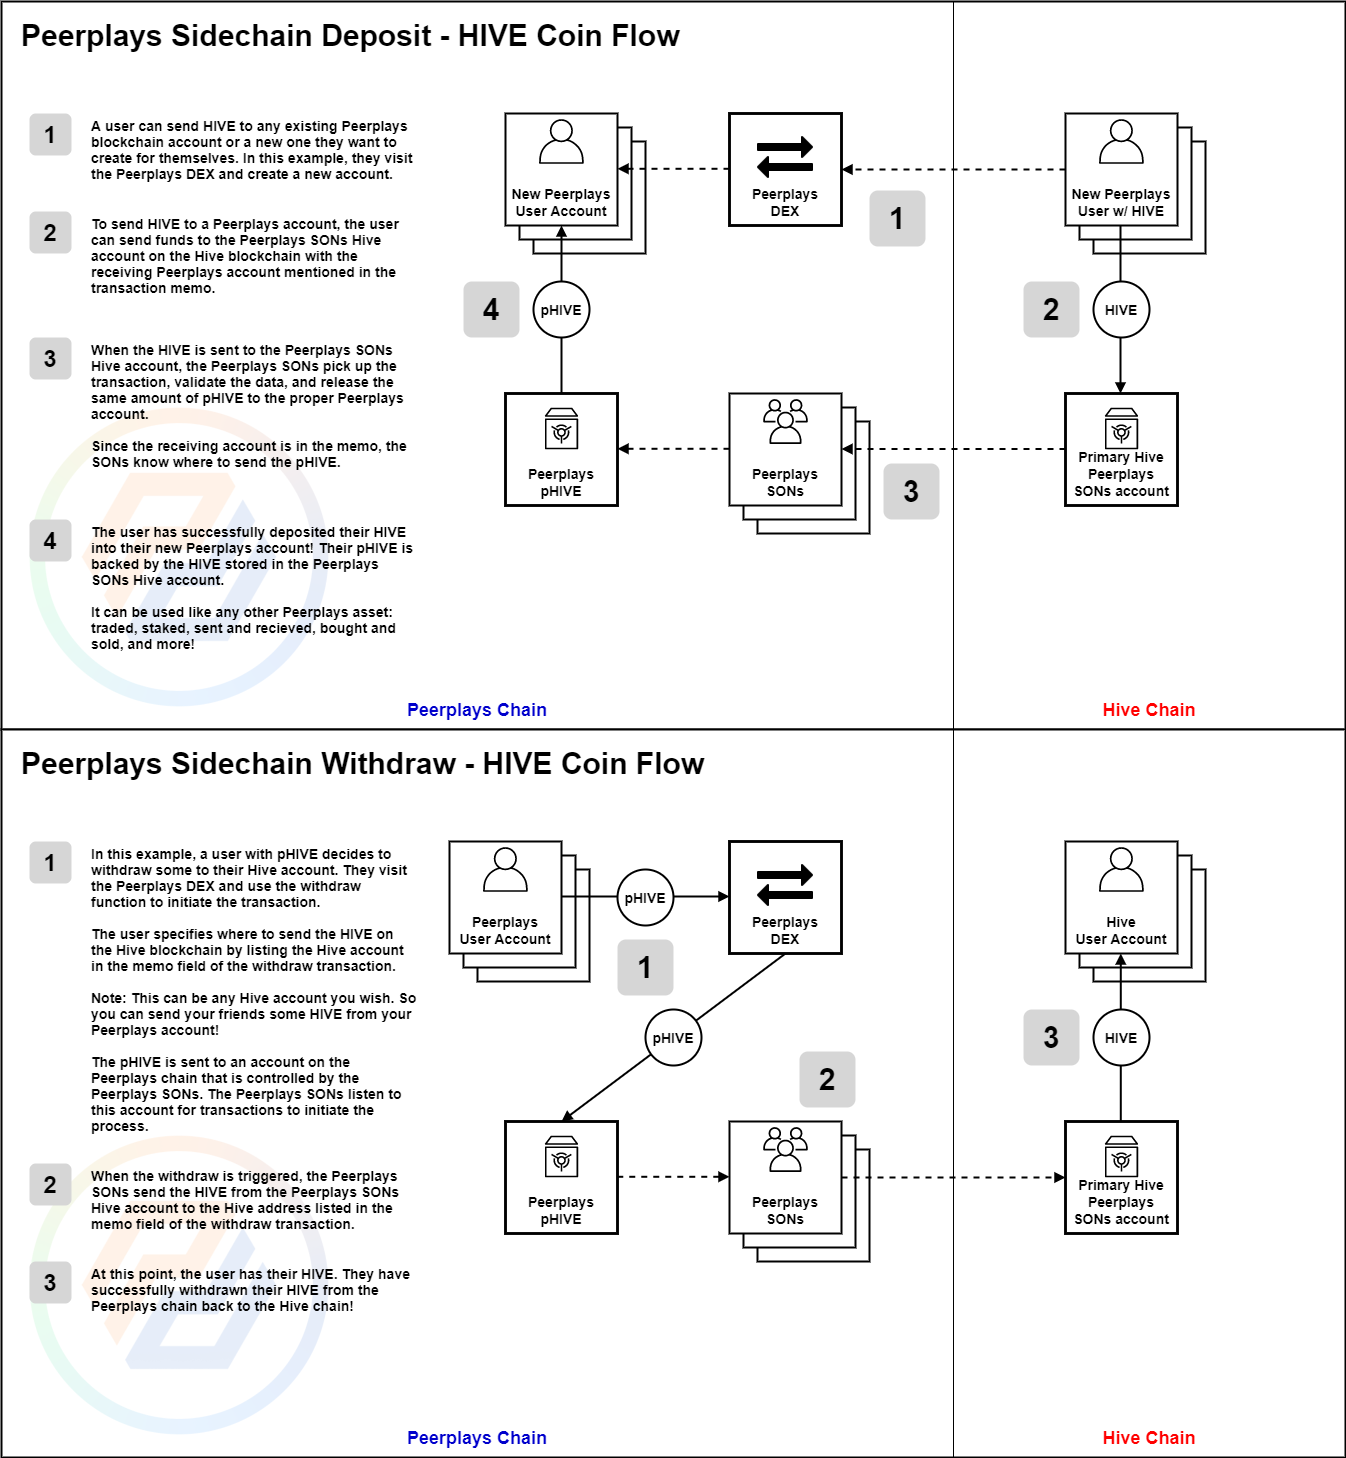 Peerplays Sidechain Deposit - HIVE Coin Flow
1
A user can send HIVE to any existing Peerplays
blockchain account or a new one they want to
create for themselves. In this example, they visit
the Peerplays DEX and create a new account.
2
To send HIVE to a Peerplays account, the user
can send funds to the Peerplays SONs Hive
account on the Hive blockchain with the
receiving Peerplays account mentioned in the
transaction memo.
3
When the HIVE is sent to the Peerplays SONs
Hive account, the Peerplays SONs pick up the
transaction, validate the data, and release the
same amount of pHIVE to the proper Peerplays
account.
Since the receiving account is in the memo, the
SONs know where to send the pHIVE.
4
The user has successfully deposited their HIVE
into their new Peerplays account! Their pHIVE is
backed by the HIVE stored in the Peerplays
SONs Hive account.
It can be used like any other Peerplays asset:
traded, staked, sent and recieved, bought and
sold, and more!
New Peerplays
User Account
Peerplays
DEX
1
New Peerplays
User w/ HIVE
4
pHIVE
2
HIVE
Peerplays
pHIVE
Peerplays
SONs
3
Primary Hive
Peerplays
SONs account
Peerplays Chain
Hive Chain
Peerplays Sidechain Withdraw - HIVE Coin Flow
1
In this example, a user with pHIVE decides to
withdraw some to their Hive account. They visit
the Peerplays DEX and use the withdraw
function to initiate the transaction.
The user specifies where to send the HIVE on
the Hive blockchain by listing the Hive account
in the memo field of the withdraw transaction.
Note: This can be any Hive account you wish. So
you can send your friends some HIVE from your
Peerplays account!
The pHIVE is sent to an account on the
Peerplays chain that is controlled by the
Peerplays SONs. The Peerplays SONs listen to
this account for transactions to initiate the
process.
2
When the withdraw is triggered, the Peerplays
SONs send the HIVE from the Peerplays SONs
Hive account to the Hive address listed in the
memo field of the withdraw transaction.
3
At this point, the user has their HIVE. They have
successfully withdrawn their HIVE from the
Peerplays chain back to the Hive chain!
Peerplays
User Account
pHIVE
1
Peerplays
DEX
Hive
User Account
pHIVE
2
3
HIVE
Peerplays
pHIVE
Peerplays
SONs
Primary Hive
Peerplays
SONs account
Peerplays Chain
Hive Chain